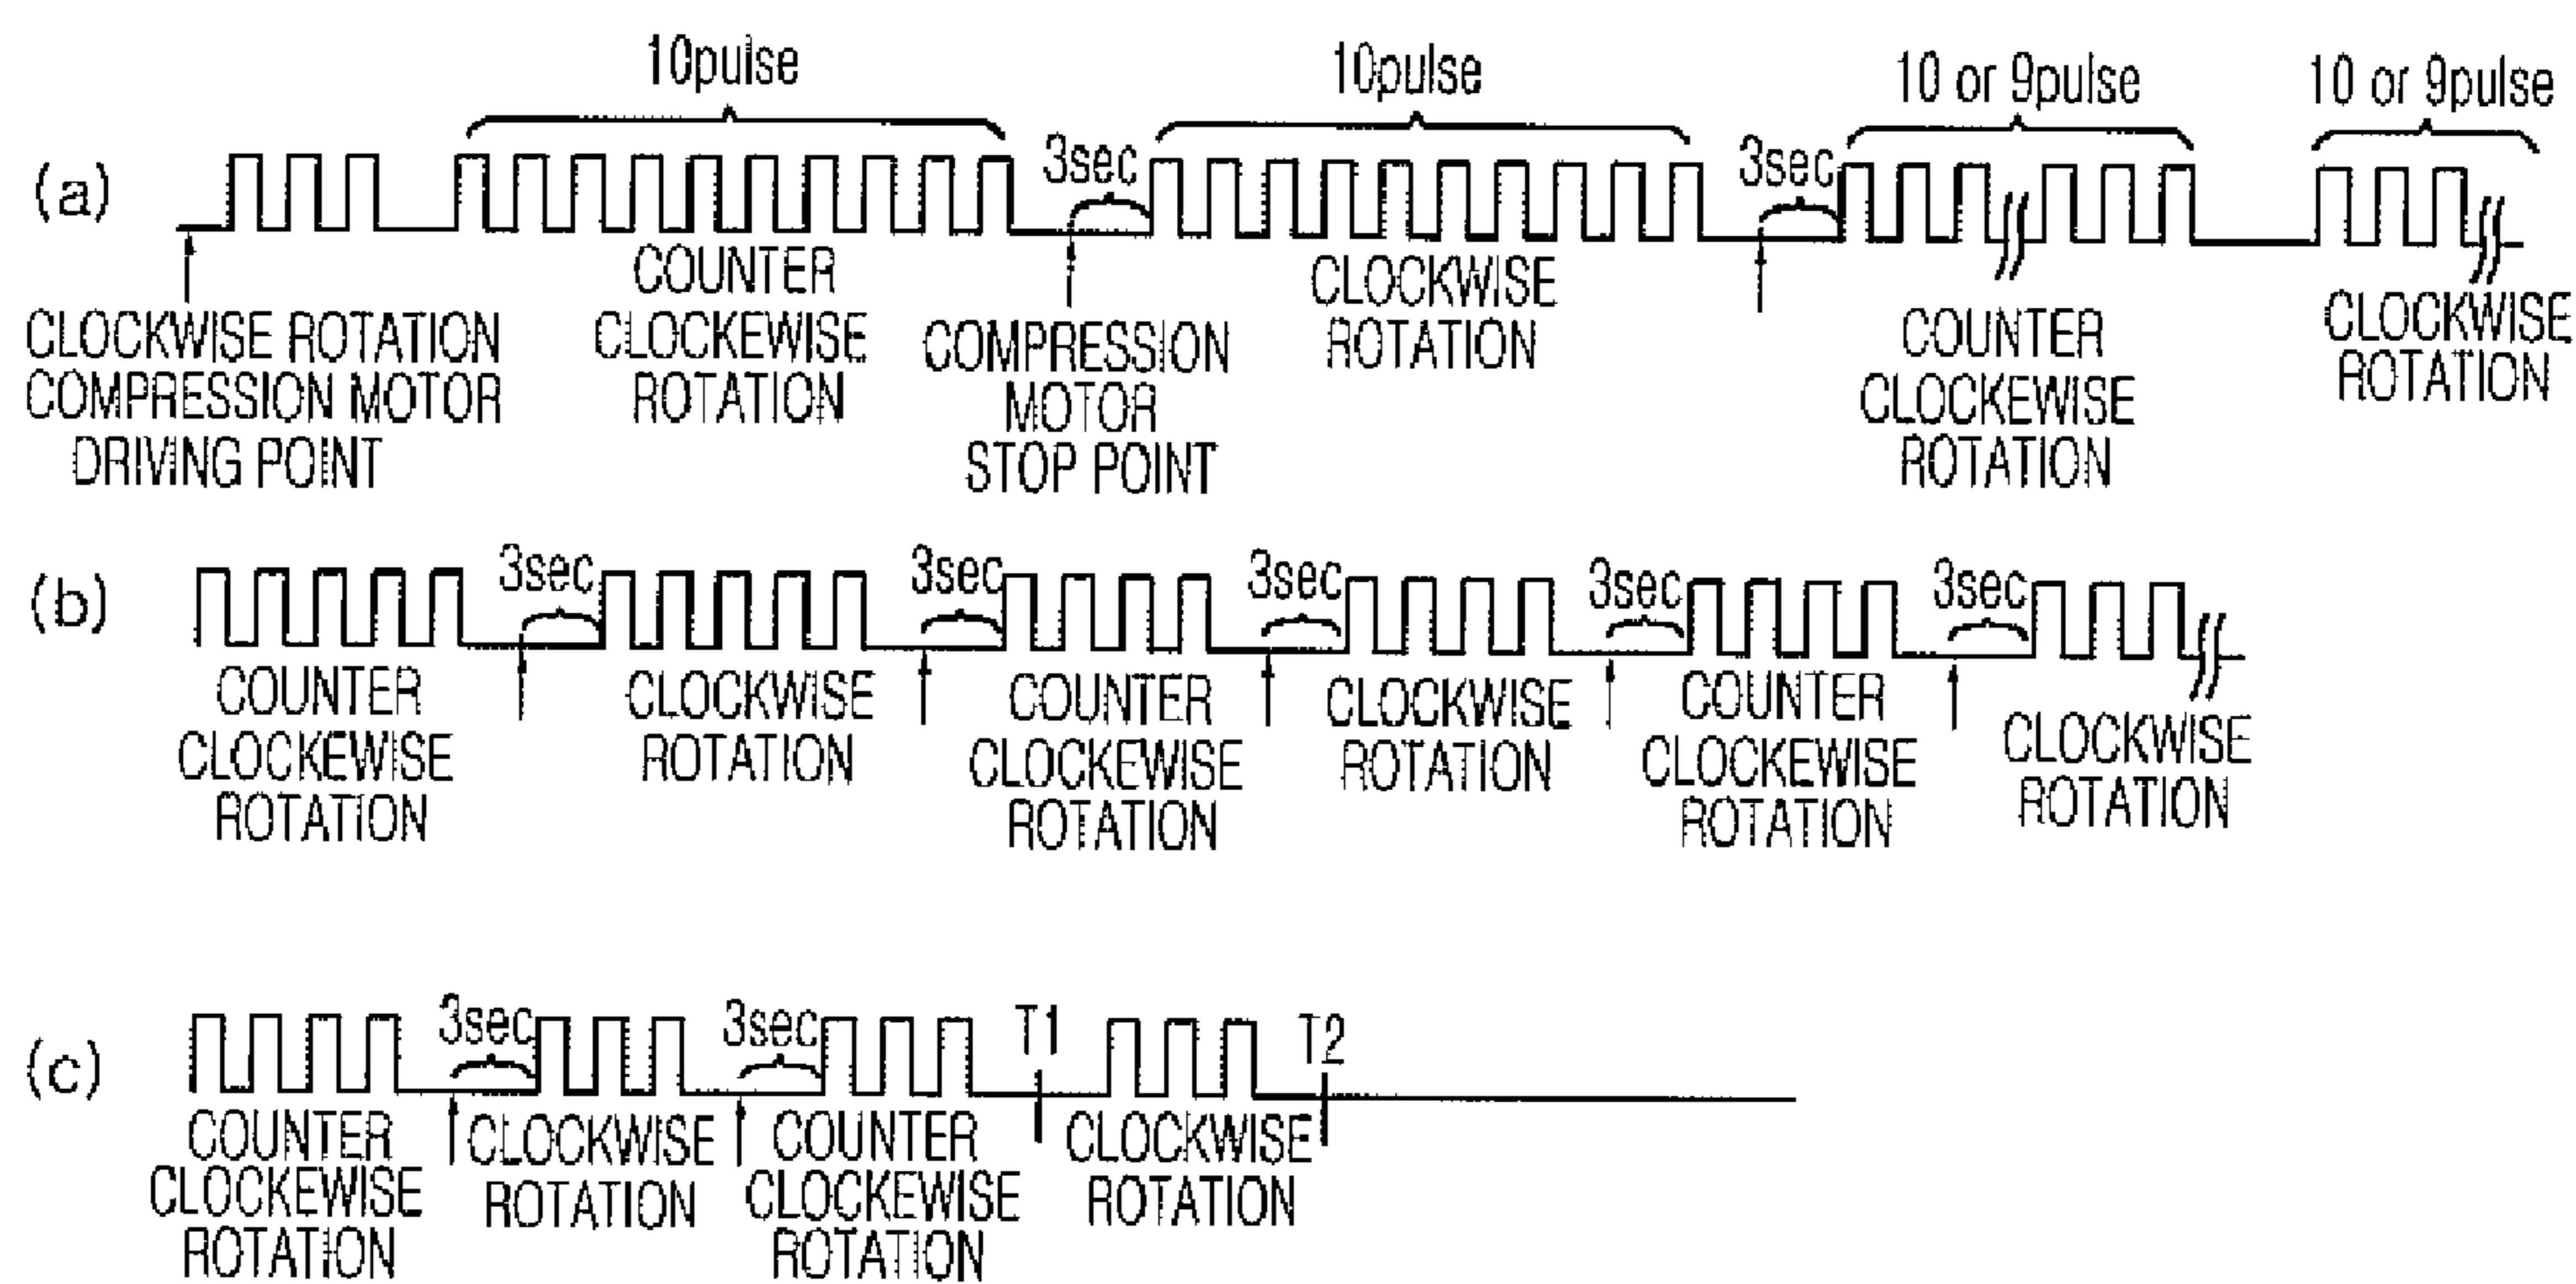 10pulse
10pulse
10 or 9pulse
10 or 9pulse
(a)
3sec
3sec
CLOCKWISE ROTATION
COMPRESSION MOTOR
DRIVING POINT
COUNTER
CLOCKEWISE
ROTATION
COMPRESSION
MOTOR
STOP POINT
CLOCKWISE
ROTATION
COUNTER
CLOCKEWISE
ROTATION
CLOCKWISE
ROTATION
(b)
3sec
3sec
3sec
3sec
3sec
COUNTER
CLOCKEWISE
ROTATION
CLOCKWISE
ROTATION
COUNTER
CLOCKEWISE
ROTATION
CLOCKWISE
ROTATION
COUNTER
CLOCKEWISE
ROTATION
CLOCKWISE
ROTATION
(c)
3sec
3sec
T1
T2
COUNTER
CLOCKEWISE
ROTATION
CLOCKWISE
ROTATION
COUNTER
CLOCKEWISE
ROTATION
CLOCKWISE
ROTATION